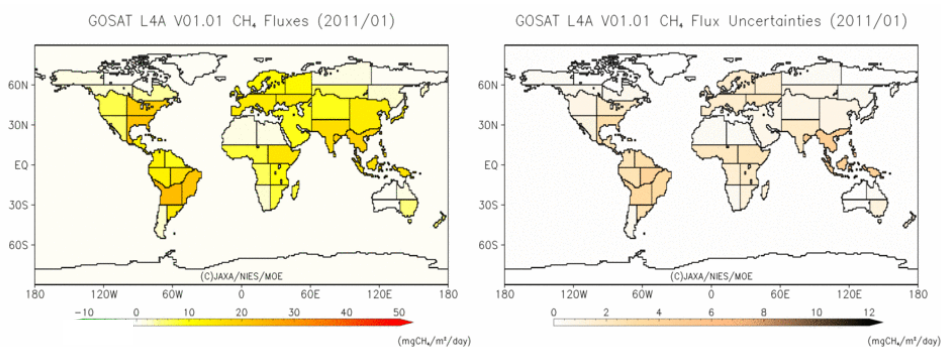 GOSAT L4A V01.01 CH₄ Fluxes (2011/01)
60N
30N
EQ
30S
60S
(C)JAXA/NIES/MOE
180 120W 60W 0 60E 120E 180
-10 0 10 20 30 40 50
(mgCH₄/m²/day)
GOSAT L4A V01.01 CH₄ Flux Uncertainties (2011/01)
60N
30N
EQ
30S
60S
(C)JAXA/NIES/MOE
180 120W 60W 0 60E 120E 180
0 2 4 6 8 10 12
(mgCH₄/m²/day)